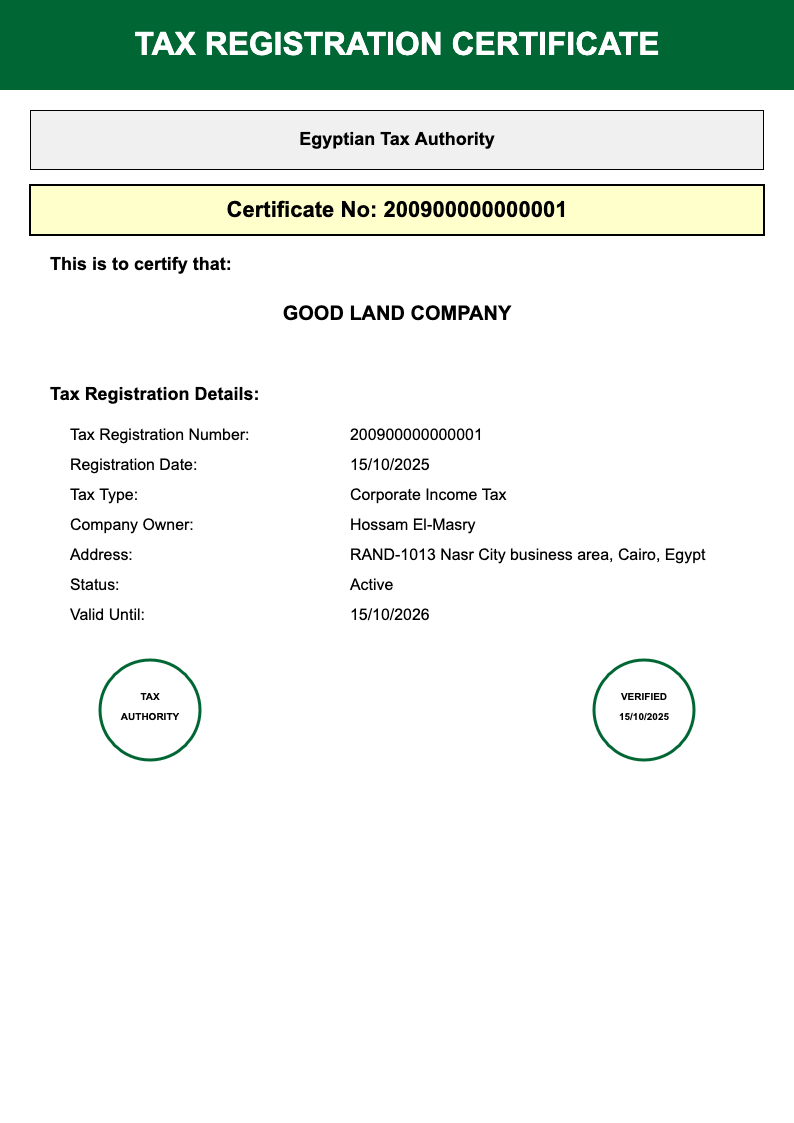 TAX REGISTRATION CERTIFICATE
Egyptian Tax Authority
Certificate No: 200900000000001
This is to certify that:
GOOD LAND COMPANY
Tax Registration Details:
Tax Registration Number: 200900000000001
Registration Date: 15/10/2025
Tax Type: Corporate Income Tax
Company Owner: Hossam El-Masry
Address: RAND-1013 Nasr City business area, Cairo, Egypt
Status: Active
Valid Until: 15/10/2026
TAX
AUTHORITY
VERIFIED
15/10/2025